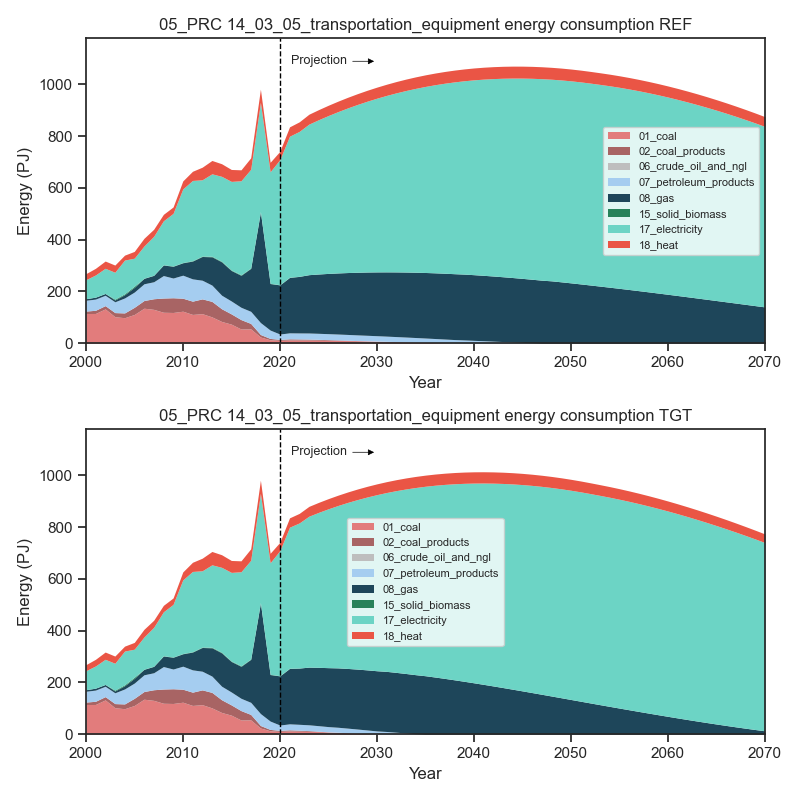 05_PRC 14_03_05_transportation_equipment energy consumption REF
Projection
1000
800
600
400
200
0
Energy (PJ)
01_coal
02_coal_products
06_crude_oil_and_ngl
07_petroleum_products
08_gas
15_solid_biomass
17_electricity
18_heat
2000 2010 2020 2030 2040 2050 2060 2070
Year
05_PRC 14_03_05_transportation_equipment energy consumption TGT
Projection
1000
800
600
400
200
0
Energy (PJ)
01_coal
02_coal_products
06_crude_oil_and_ngl
07_petroleum_products
08_gas
15_solid_biomass
17_electricity
18_heat
2000 2010 2020 2030 2040 2050 2060 2070
Year